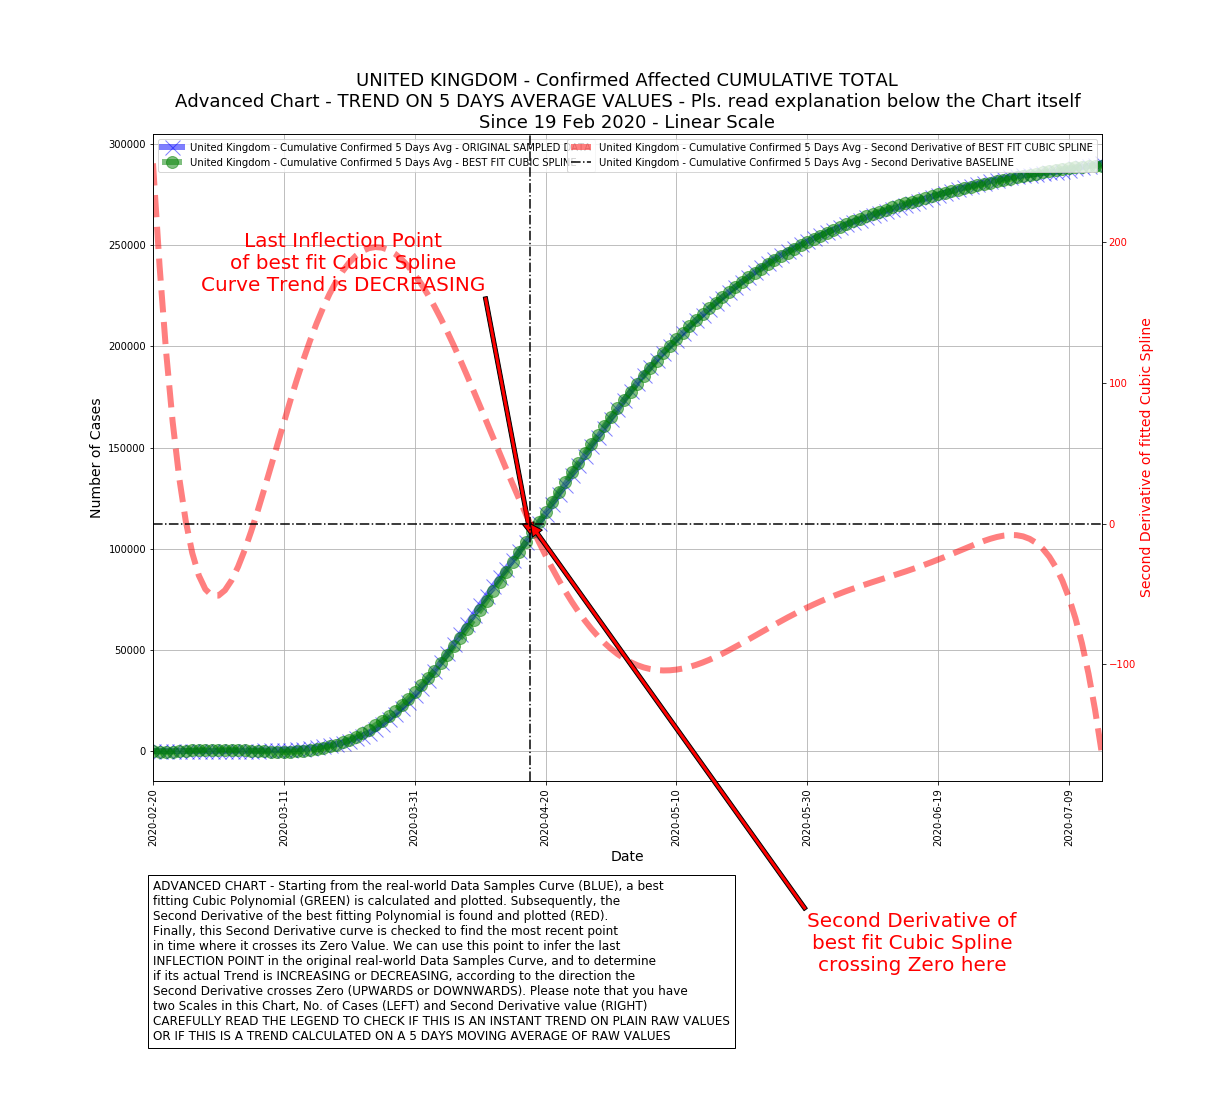 UNITED KINGDOM - Confirmed Affected CUMULATIVE TOTAL
Advanced Chart - TREND ON 5 DAYS AVERAGE VALUES - Pls. read explanation below the Chart itself
Since 19 Feb 2020 - Linear Scale
United Kingdom - Cumulative Confirmed 5 Days Avg - ORIGINAL SAMPLED
United Kingdom - Cumulative Confirmed 5 Days Avg - BEST FIT CUBIC SPLINE
United Kingdom - Cumulative Confirmed 5 Days Avg - Second Derivative of BEST FIT CUBIC SPLINE
United Kingdom - Cumulative Confirmed 5 Days Avg - Second Derivative BASELINE
300000
250000
200000
150000
100000
50000
0
Number of Cases
Last Inflection Point
of best fit Cubic Spline
Curve Trend is DECREASING
200
100
0
−100
Second Derivative of fitted Cubic Spline
2020-02-20
2020-03-11
2020-03-31
2020-04-20
2020-05-10
2020-05-30
2020-06-19
2020-07-09
Date
ADVANCED CHART - Starting from the real-world Data Samples Curve (BLUE), a best
fitting Cubic Polynomial (GREEN) is calculated and plotted. Subsequently, the
Second Derivative of the best fitting Polynomial is found and plotted (RED).
Finally, this Second Derivative curve is checked to find the most recent point
in time where it crosses its Zero Value. We can use this point to infer the last
INFLECTION POINT in the original real-world Data Samples Curve, and to determine
if its actual Trend is INCREASING or DECREASING, according to the direction the
Second Derivative crosses Zero (UPWARDS or DOWNWARDS). Please note that you have
two Scales in this Chart, No. of Cases (LEFT) and Second Derivative value (RIGHT)
CAREFULLY READ THE LEGEND TO CHECK IF THIS IS AN INSTANT TREND ON PLAIN RAW VALUES
OR IF THIS IS A TREND CALCULATED ON A 5 DAYS MOVING AVERAGE OF RAW VALUES
Second Derivative of
best fit Cubic Spline
crossing Zero here